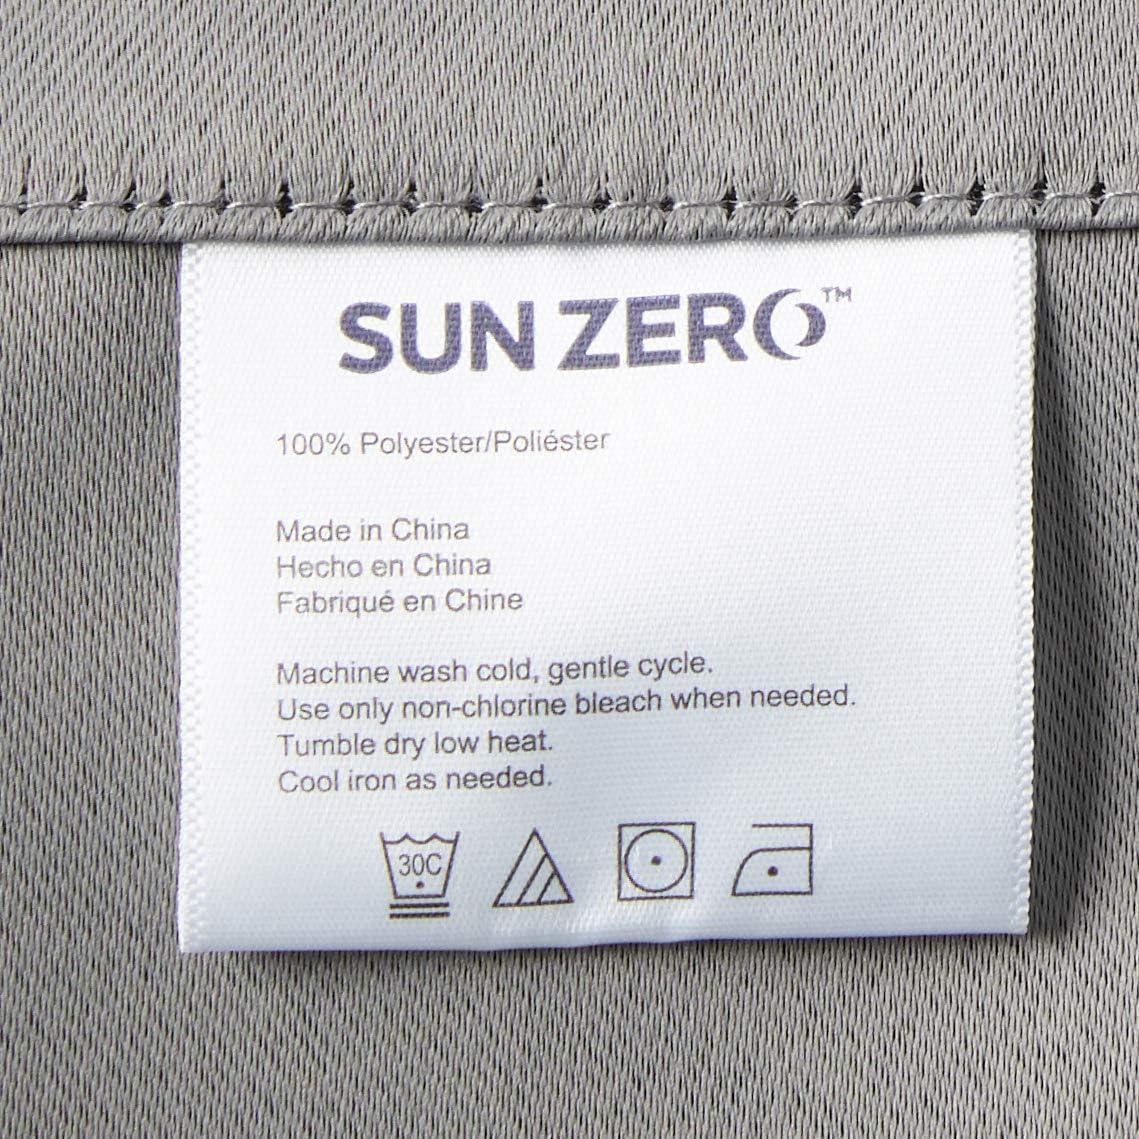 SUN ZERO™
100% Polyester/Poliéster
Made in China
Hecho en China
Fabriqué en Chine
Machine wash cold, gentle cycle.
Use only non-chlorine bleach when needed.
Tumble dry low heat.
Cool iron as needed.
30C